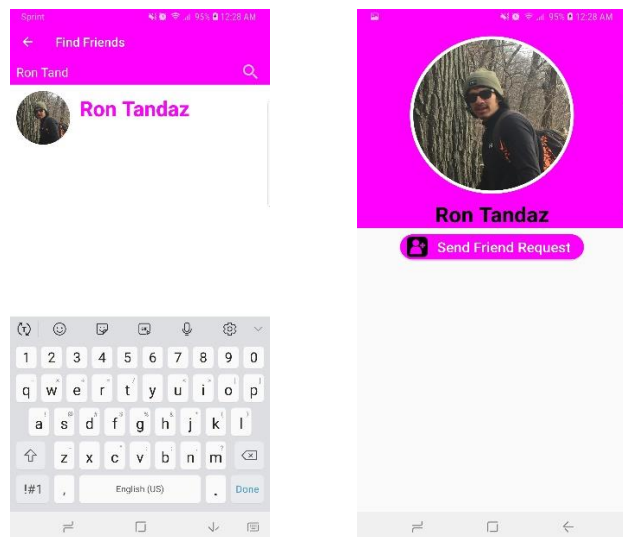 Sprint 95% 12:28 AM
Find Friends
Ron Tand
Ron Tandaz
1 2 3 4 5 6 7 8 9 0
q w e r t y u i o p
a s d f g h j k l
z x c v b n m
!#1 , English (US) . Done
95% 12:28 AM
Ron Tandaz
Send Friend Request